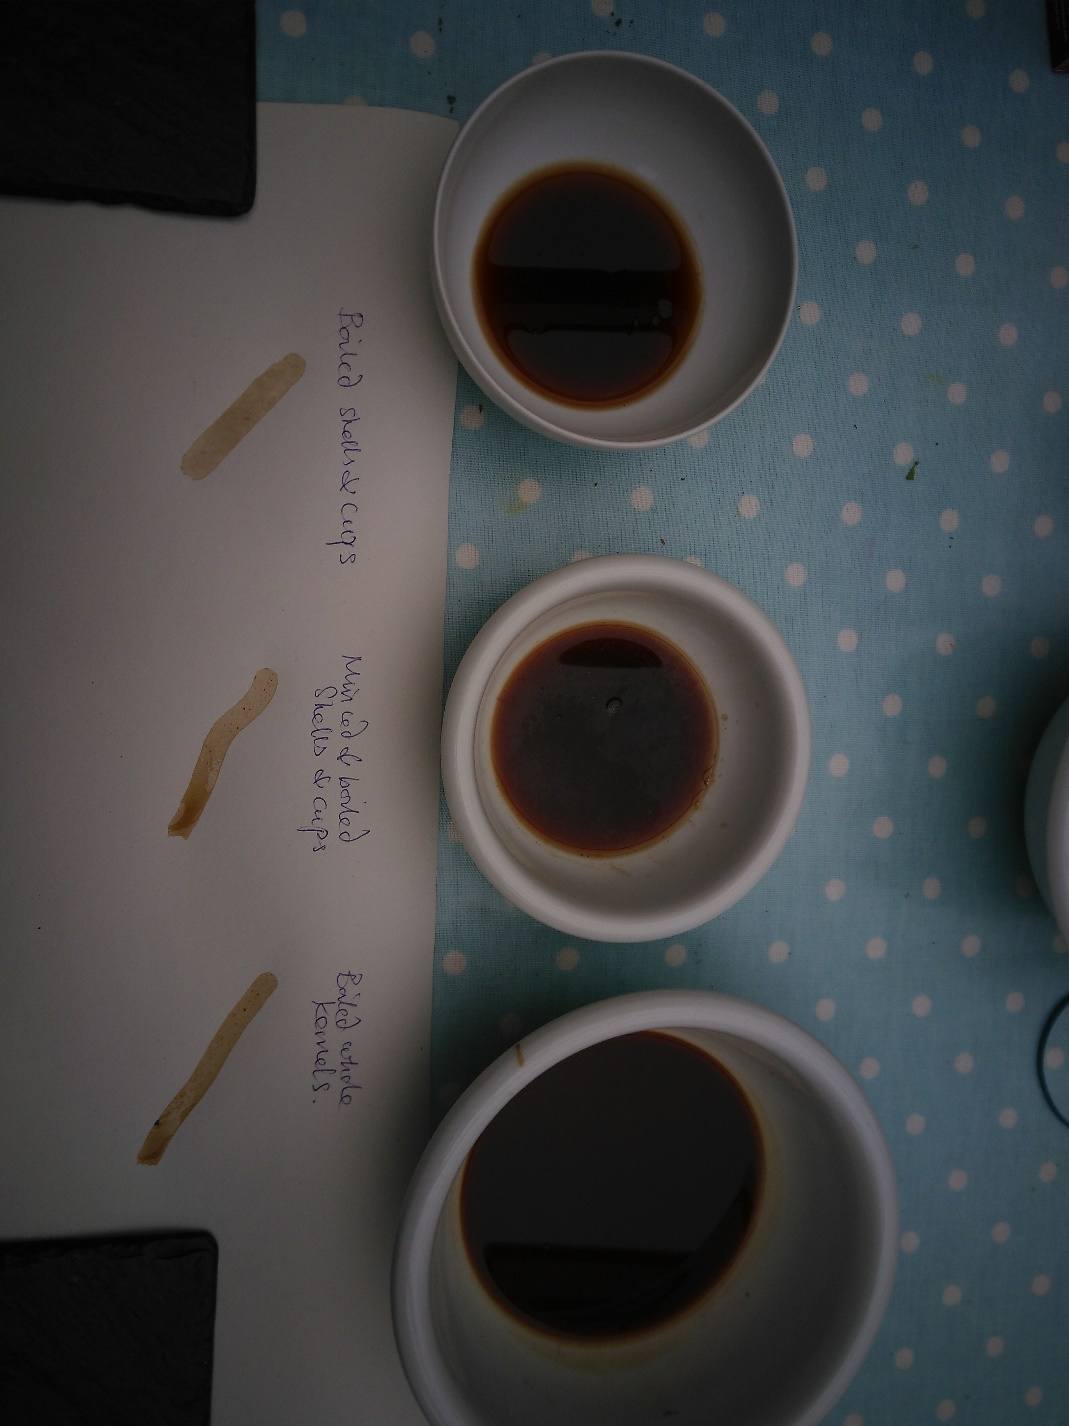 Boiled shells & cups
Minced & boiled
Shells & cups
Boiled whole
Kernels.